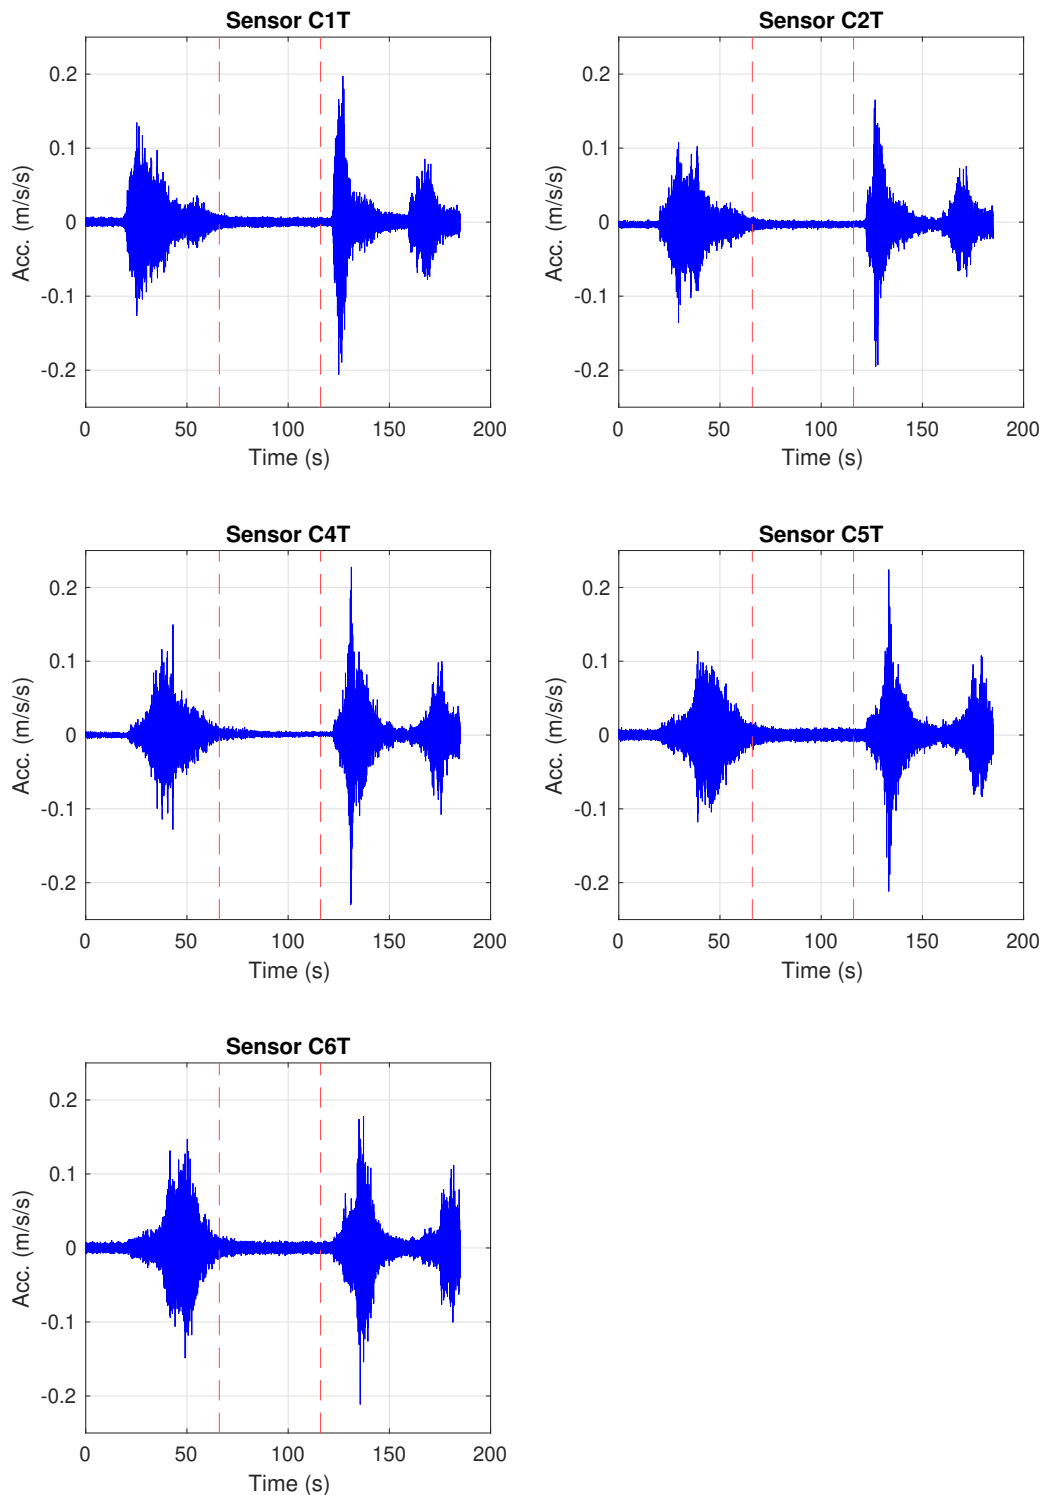 Sensor C1T
0.2
0.1
0
-0.1
-0.2
Acc. (m/s/s)
0 50 100 150 200
Time (s)
Sensor C2T
0.2
0.1
0
-0.1
-0.2
Acc. (m/s/s)
0 50 100 150 200
Time (s)
Sensor C4T
0.2
0.1
0
-0.1
-0.2
Acc. (m/s/s)
0 50 100 150 200
Time (s)
Sensor C5T
0.2
0.1
0
-0.1
-0.2
Acc. (m/s/s)
0 50 100 150 200
Time (s)
Sensor C6T
0.2
0.1
0
-0.1
-0.2
Acc. (m/s/s)
0 50 100 150 200
Time (s)